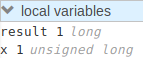 local variables
result 1 long
x 1 unsigned long